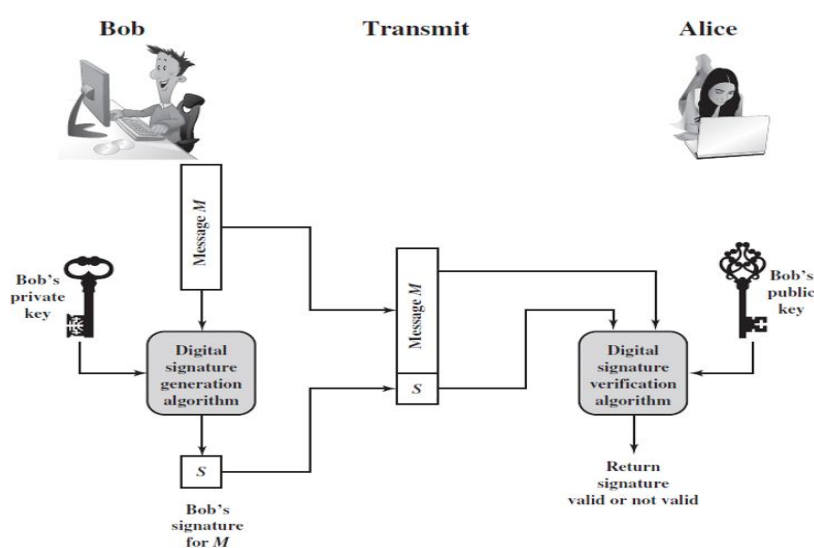 Bob
Transmit
Alice
Message M
Bob's
private
key
Digital
signature
generation
algorithm
S
Bob's
signature
for M
Message M
S
Bob's
public
key
Digital
signature
verification
algorithm
Return
signature
valid or not valid